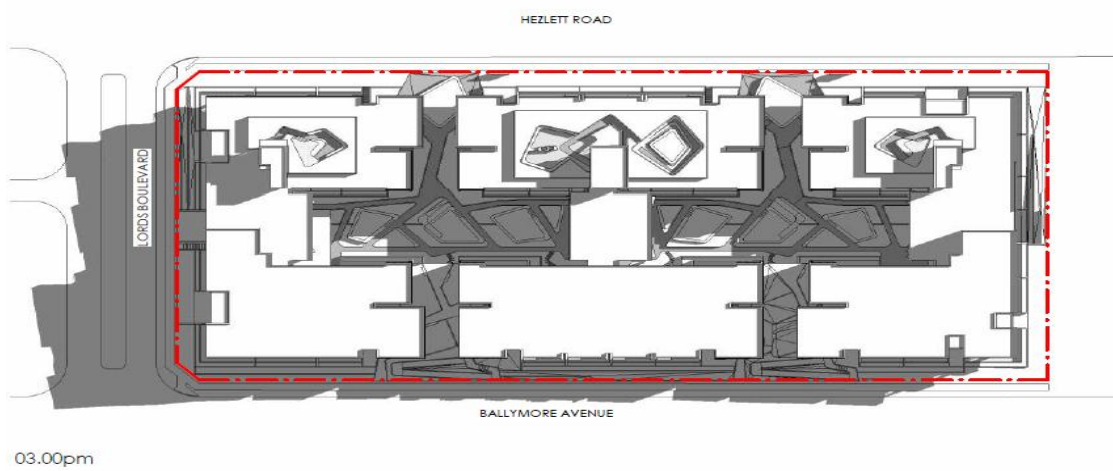 HEZLETT ROAD
LORDS BOULEVARD
BALLYMORE AVENUE
03.00pm